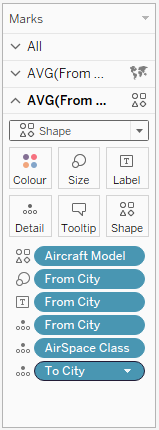 Marks
All
AVG(From ...
AVG(From ...
Shape
Colour Size Label
T
Detail Tooltip Shape
Aircraft Model
From City
T From City
From City
AirSpace Class
To City